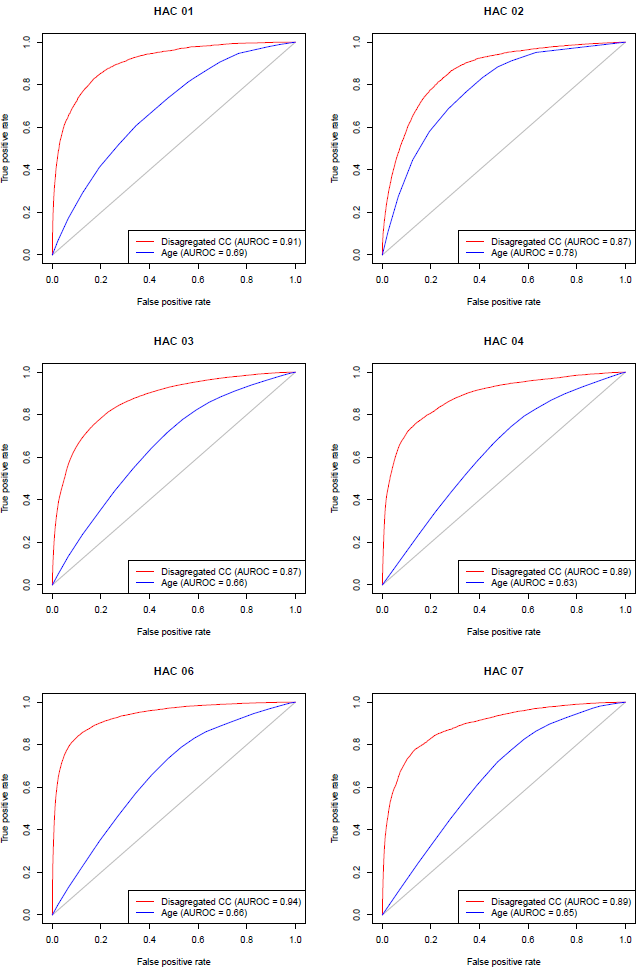 HAC 01
True positive rate
1.0
0.8
0.6
0.4
0.2
0.0
Disagregated CC (AUROC = 0.91)
Age (AUROC = 0.69)
0.0 0.2 0.4 0.6 0.8 1.0
False positive rate
HAC 02
True positive rate
1.0
0.8
0.6
0.4
0.2
0.0
Disagregated CC (AUROC = 0.87)
Age (AUROC = 0.78)
0.0 0.2 0.4 0.6 0.8 1.0
False positive rate
HAC 03
True positive rate
1.0
0.8
0.6
0.4
0.2
0.0
Disagregated CC (AUROC = 0.87)
Age (AUROC = 0.66)
0.0 0.2 0.4 0.6 0.8 1.0
False positive rate
HAC 04
True positive rate
1.0
0.8
0.6
0.4
0.2
0.0
Disagregated CC (AUROC = 0.89)
Age (AUROC = 0.63)
0.0 0.2 0.4 0.6 0.8 1.0
False positive rate
HAC 06
True positive rate
1.0
0.8
0.6
0.4
0.2
0.0
Disagregated CC (AUROC = 0.94)
Age (AUROC = 0.66)
0.0 0.2 0.4 0.6 0.8 1.0
False positive rate
HAC 07
True positive rate
1.0
0.8
0.6
0.4
0.2
0.0
Disagregated CC (AUROC = 0.89)
Age (AUROC = 0.65)
0.0 0.2 0.4 0.6 0.8 1.0
False positive rate